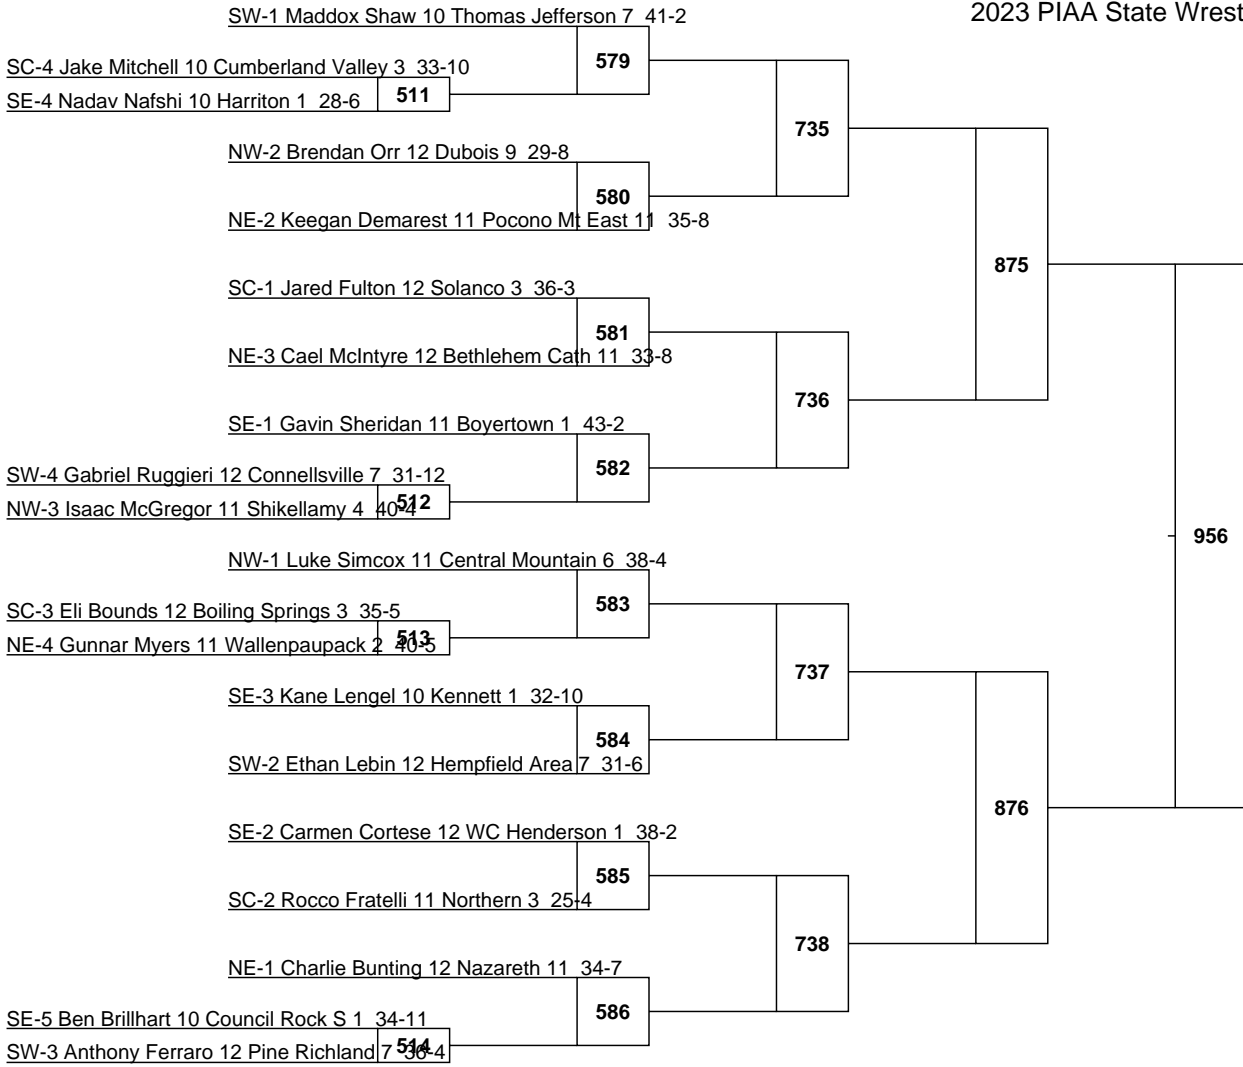 2023 PIAA State Wrest
SW-1 Maddox Shaw 10 Thomas Jefferson 7 41-2
579
SC-4 Jake Mitchell 10 Cumberland Valley 3 33-10
511
SE-4 Nadav Nafshi 10 Harriton 1 28-6
735
NW-2 Brendan Orr 12 Dubois 9 29-8
580
NE-2 Keegan Demarest 11 Pocono Mt East 11 35-8
875
SC-1 Jared Fulton 12 Solanco 3 36-3
581
NE-3 Cael McIntyre 12 Bethlehem Cath 11 33-8
736
SE-1 Gavin Sheridan 11 Boyertown 1 43-2
582
SW-4 Gabriel Ruggieri 12 Connellsville 7 31-12
512
NW-3 Isaac McGregor 11 Shikellamy 4 40-4
956
NW-1 Luke Simcox 11 Central Mountain 6 38-4
583
SC-3 Eli Bounds 12 Boiling Springs 3 35-5
513
NE-4 Gunnar Myers 11 Wallenpaupack 2 40-5
737
SE-3 Kane Lengel 10 Kennett 1 32-10
584
SW-2 Ethan Lebin 12 Hempfield Area 7 31-6
876
SE-2 Carmen Cortese 12 WC Henderson 1 38-2
585
SC-2 Rocco Fratelli 11 Northern 3 25-4
738
NE-1 Charlie Bunting 12 Nazareth 11 34-7
586
SE-5 Ben Brillhart 10 Council Rock S 1 34-11
514
SW-3 Anthony Ferraro 12 Pine Richland 7 36-4